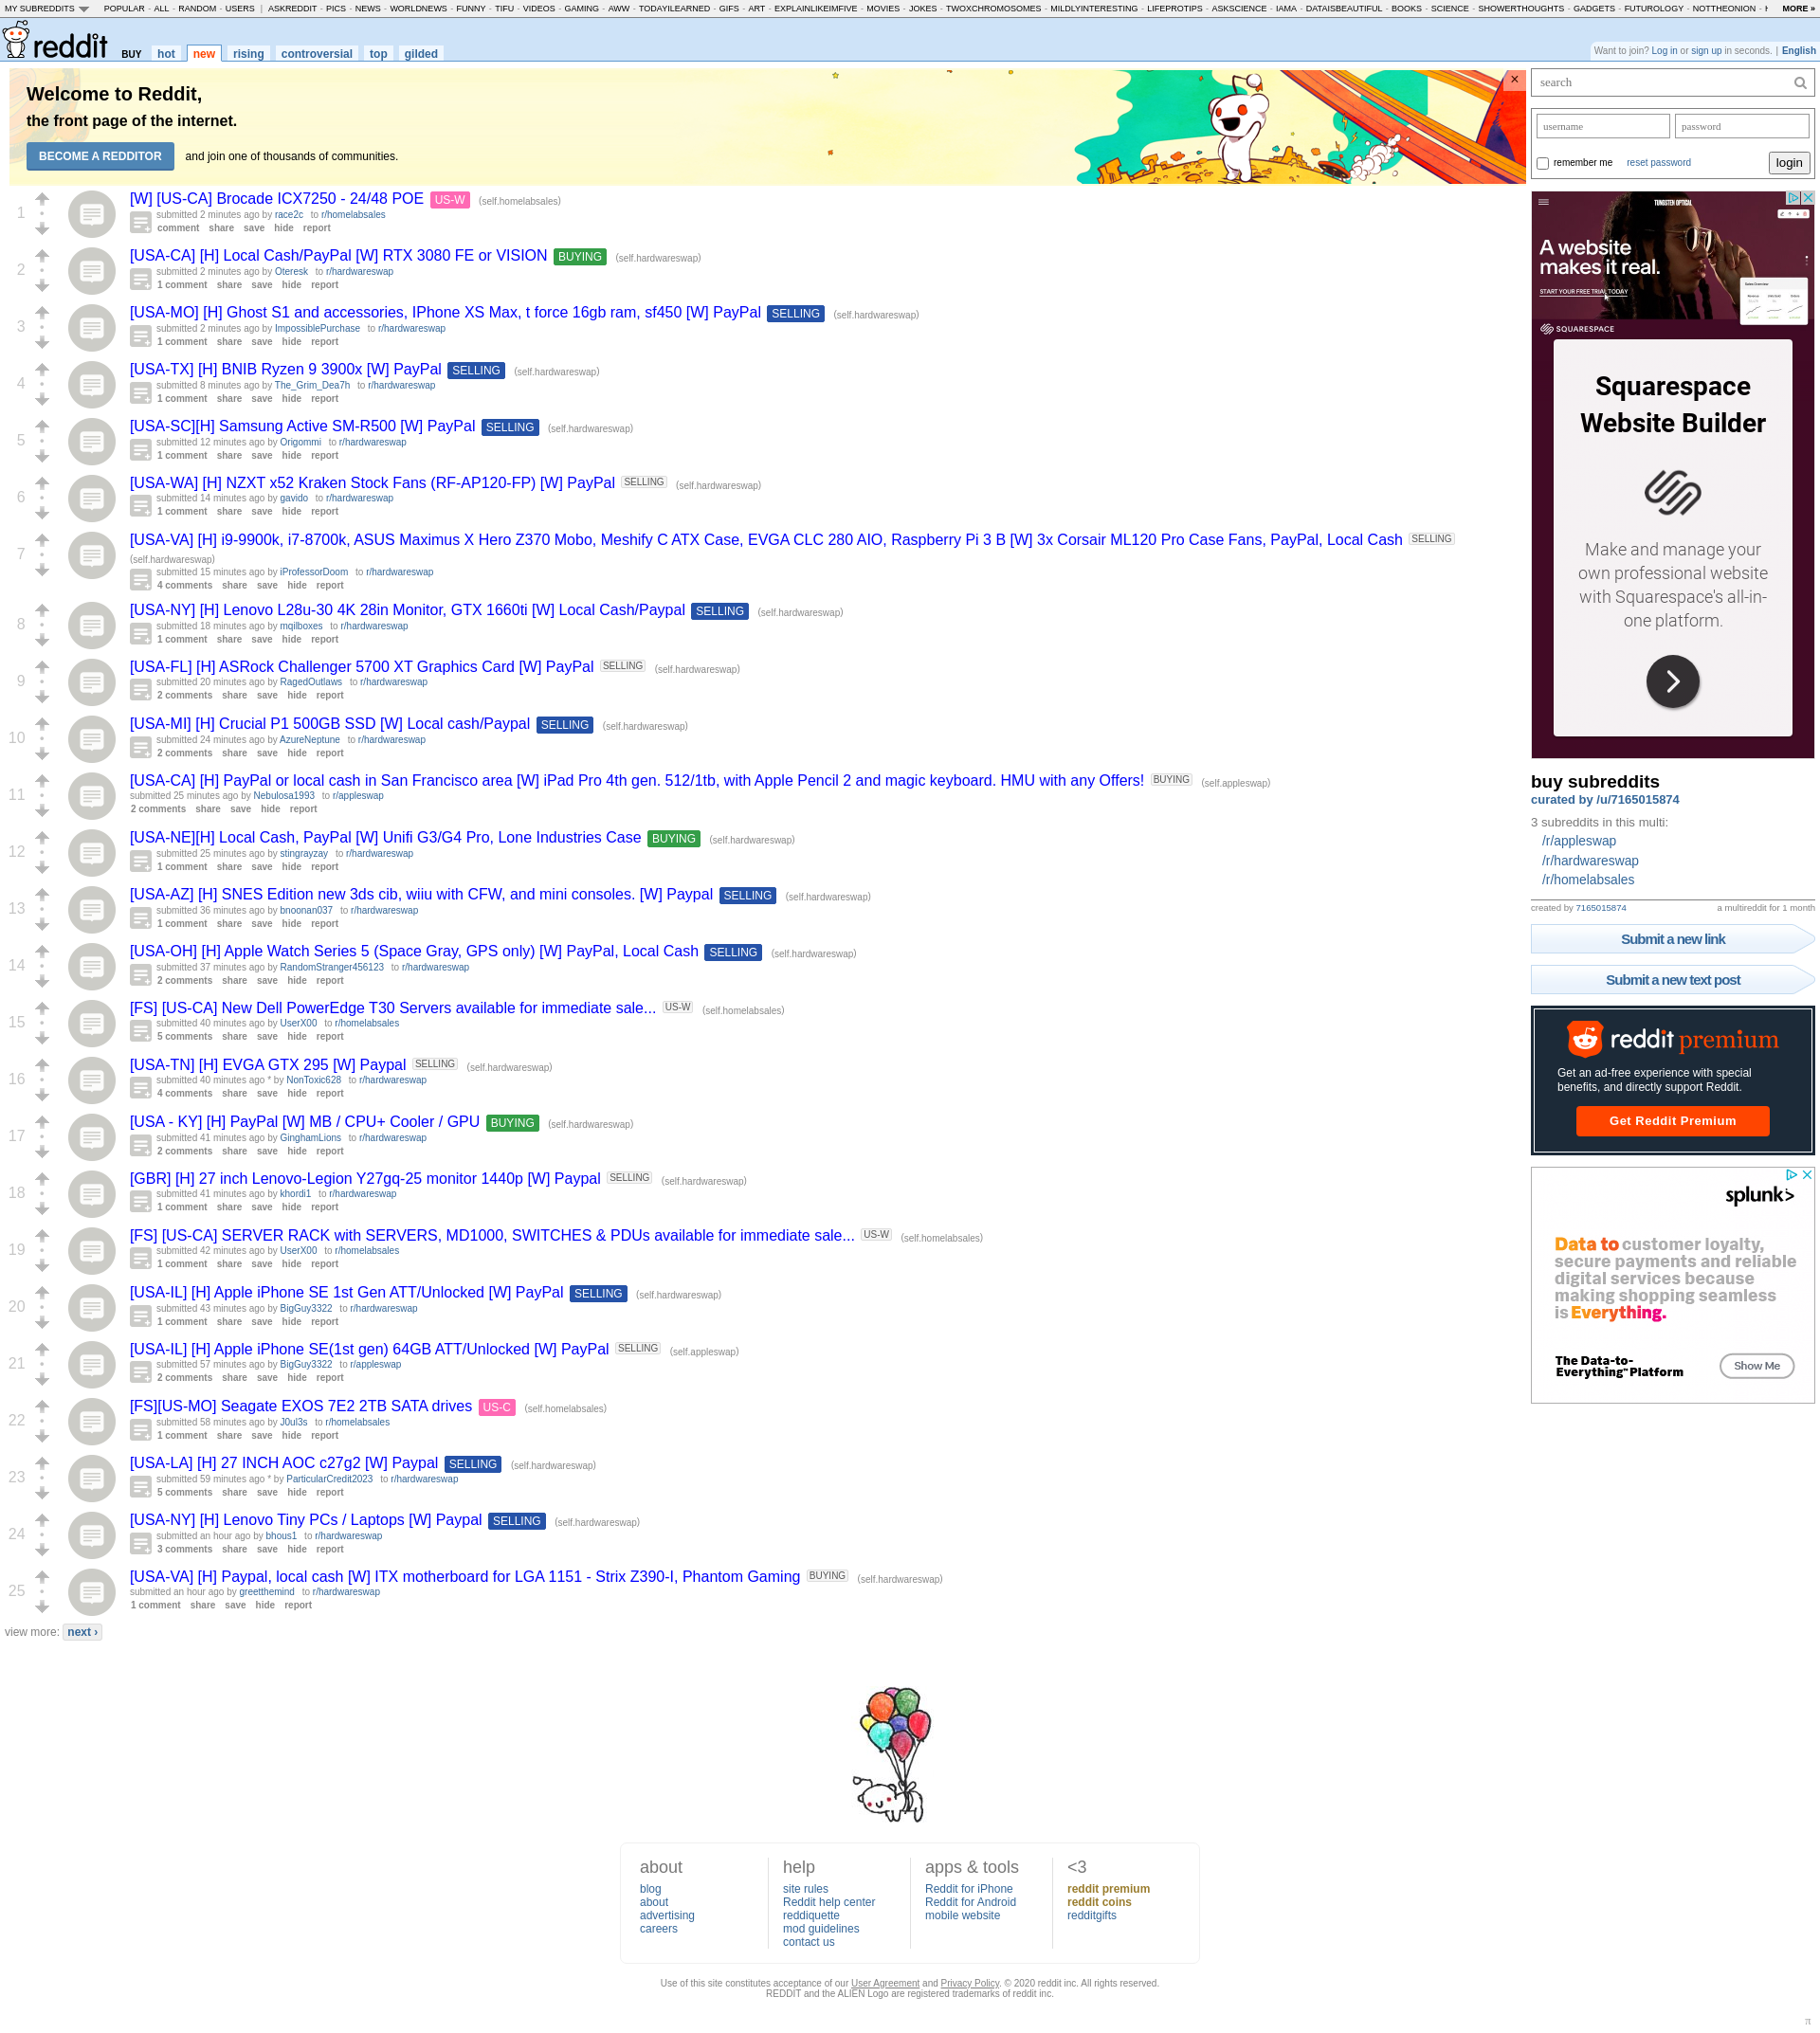 MY SUBREDDITS POPULAR - ALL - RANDOM - USERS | ASKREDDIT - PICS - NEWS - WORLDNEWS - FUNNY - TIFU - VIDEOS - GAMING - AWW - TODAYILEARNED - GIFS - ART - EXPLAINLIKEIMFIVE - MOVIES - JOKES - TWOXCHROMOSOMES - MILDLYINTERESTING - LIFEPROTIPS - ASKSCIENCE - IAMA - DATAISBEAUTIFUL - BOOKS - SCIENCE - SHOWERTHOUGHTS - GADGETS - FUTUROLOGY - NOTTHEONION - MORE »
reddit BUY hot new rising controversial top gilded
Want to join? Log in or sign up in seconds. | English
Welcome to Reddit,
the front page of the internet.
BECOME A REDDITOR and join one of thousands of communities.
×
1
[W] [US-CA] Brocade ICX7250 - 24/48 POE US-W (self.homelabsales)
submitted 2 minutes ago by race2c to r/homelabsales
comment share save hide report
2
[USA-CA] [H] Local Cash/PayPal [W] RTX 3080 FE or VISION BUYING (self.hardwareswap)
submitted 2 minutes ago by Oteresk to r/hardwareswap
1 comment share save hide report
3
[USA-MO] [H] Ghost S1 and accessories, IPhone XS Max, t force 16gb ram, sf450 [W] PayPal SELLING (self.hardwareswap)
submitted 2 minutes ago by ImpossiblePurchase to r/hardwareswap
1 comment share save hide report
4
[USA-TX] [H] BNIB Ryzen 9 3900x [W] PayPal SELLING (self.hardwareswap)
submitted 8 minutes ago by The_Grim_Dea7h to r/hardwareswap
1 comment share save hide report
5
[USA-SC][H] Samsung Active SM-R500 [W] PayPal SELLING (self.hardwareswap)
submitted 12 minutes ago by Origommi to r/hardwareswap
1 comment share save hide report
6
[USA-WA] [H] NZXT x52 Kraken Stock Fans (RF-AP120-FP) [W] PayPal SELLING (self.hardwareswap)
submitted 14 minutes ago by gavido to r/hardwareswap
1 comment share save hide report
7
[USA-VA] [H] i9-9900k, i7-8700k, ASUS Maximus X Hero Z370 Mobo, Meshify C ATX Case, EVGA CLC 280 AIO, Raspberry Pi 3 B [W] 3x Corsair ML120 Pro Case Fans, PayPal, Local Cash SELLING
(self.hardwareswap)
submitted 15 minutes ago by iProfessorDoom to r/hardwareswap
4 comments share save hide report
8
[USA-NY] [H] Lenovo L28u-30 4K 28in Monitor, GTX 1660ti [W] Local Cash/Paypal SELLING (self.hardwareswap)
submitted 18 minutes ago by mqilboxes to r/hardwareswap
1 comment share save hide report
9
[USA-FL] [H] ASRock Challenger 5700 XT Graphics Card [W] PayPal SELLING (self.hardwareswap)
submitted 20 minutes ago by RagedOutlaws to r/hardwareswap
2 comments share save hide report
10
[USA-MI] [H] Crucial P1 500GB SSD [W] Local cash/Paypal SELLING (self.hardwareswap)
submitted 24 minutes ago by AzureNeptune to r/hardwareswap
2 comments share save hide report
11
[USA-CA] [H] PayPal or local cash in San Francisco area [W] iPad Pro 4th gen. 512/1tb, with Apple Pencil 2 and magic keyboard. HMU with any Offers! BUYING (self.appleswap)
submitted 25 minutes ago by Nebulosa1993 to r/appleswap
2 comments share save hide report
12
[USA-NE][H] Local Cash, PayPal [W] Unifi G3/G4 Pro, Lone Industries Case BUYING (self.hardwareswap)
submitted 25 minutes ago by stingrayzay to r/hardwareswap
1 comment share save hide report
13
[USA-AZ] [H] SNES Edition new 3ds cib, wiiu with CFW, and mini consoles. [W] Paypal SELLING (self.hardwareswap)
submitted 36 minutes ago by bnoonan037 to r/hardwareswap
1 comment share save hide report
14
[USA-OH] [H] Apple Watch Series 5 (Space Gray, GPS only) [W] PayPal, Local Cash SELLING (self.hardwareswap)
submitted 37 minutes ago by RandomStranger456123 to r/hardwareswap
2 comments share save hide report
15
[FS] [US-CA] New Dell PowerEdge T30 Servers available for immediate sale... US-W (self.homelabsales)
submitted 40 minutes ago by UserX00 to r/homelabsales
5 comments share save hide report
16
[USA-TN] [H] EVGA GTX 295 [W] Paypal SELLING (self.hardwareswap)
submitted 40 minutes ago * by NonToxic628 to r/hardwareswap
4 comments share save hide report
17
[USA - KY] [H] PayPal [W] MB / CPU+ Cooler / GPU BUYING (self.hardwareswap)
submitted 41 minutes ago by GinghamLions to r/hardwareswap
2 comments share save hide report
18
[GBR] [H] 27 inch Lenovo-Legion Y27gq-25 monitor 1440p [W] Paypal SELLING (self.hardwareswap)
submitted 41 minutes ago by khordi1 to r/hardwareswap
1 comment share save hide report
19
[FS] [US-CA] SERVER RACK with SERVERS, MD1000, SWITCHES & PDUs available for immediate sale... US-W (self.homelabsales)
submitted 42 minutes ago by UserX00 to r/homelabsales
1 comment share save hide report
20
[USA-IL] [H] Apple iPhone SE 1st Gen ATT/Unlocked [W] PayPal SELLING (self.hardwareswap)
submitted 43 minutes ago by BigGuy3322 to r/hardwareswap
1 comment share save hide report
21
[USA-IL] [H] Apple iPhone SE(1st gen) 64GB ATT/Unlocked [W] PayPal SELLING (self.appleswap)
submitted 57 minutes ago by BigGuy3322 to r/appleswap
2 comments share save hide report
22
[FS][US-MO] Seagate EXOS 7E2 2TB SATA drives US-C (self.homelabsales)
submitted 58 minutes ago by J0ul3s to r/homelabsales
1 comment share save hide report
23
[USA-LA] [H] 27 INCH AOC c27g2 [W] Paypal SELLING (self.hardwareswap)
submitted 59 minutes ago * by ParticularCredit2023 to r/hardwareswap
5 comments share save hide report
24
[USA-NY] [H] Lenovo Tiny PCs / Laptops [W] Paypal SELLING (self.hardwareswap)
submitted an hour ago by bhous1 to r/hardwareswap
3 comments share save hide report
25
[USA-VA] [H] Paypal, local cash [W] ITX motherboard for LGA 1151 - Strix Z390-I, Phantom Gaming BUYING (self.hardwareswap)
submitted an hour ago by greetthemind to r/hardwareswap
1 comment share save hide report
view more: next ›
search
username password
remember me reset password login
TUNGSTEN OPTICAL
A website
makes it real.
START YOUR FREE TRIAL TODAY
SQUARESPACE
Squarespace
Website Builder
Make and manage your
own professional website
with Squarespace's all-in-
one platform.
buy subreddits
curated by /u/7165015874
3 subreddits in this multi:
/r/appleswap
/r/hardwareswap
/r/homelabsales
created by 7165015874 a multireddit for 1 month
Submit a new link
Submit a new text post
reddit premium
Get an ad-free experience with special
benefits, and directly support Reddit.
Get Reddit Premium
splunk>
Data to customer loyalty,
secure payments and reliable
digital services because
making shopping seamless
is Everything.
The Data-to-
Everything™ Platform
Show Me
about
blog
about
advertising
careers
help
site rules
Reddit help center
reddiquette
mod guidelines
contact us
apps & tools
Reddit for iPhone
Reddit for Android
mobile website
<3
reddit premium
reddit coins
redditgifts
Use of this site constitutes acceptance of our User Agreement and Privacy Policy. © 2020 reddit inc. All rights reserved.
REDDIT and the ALIEN Logo are registered trademarks of reddit inc.
π